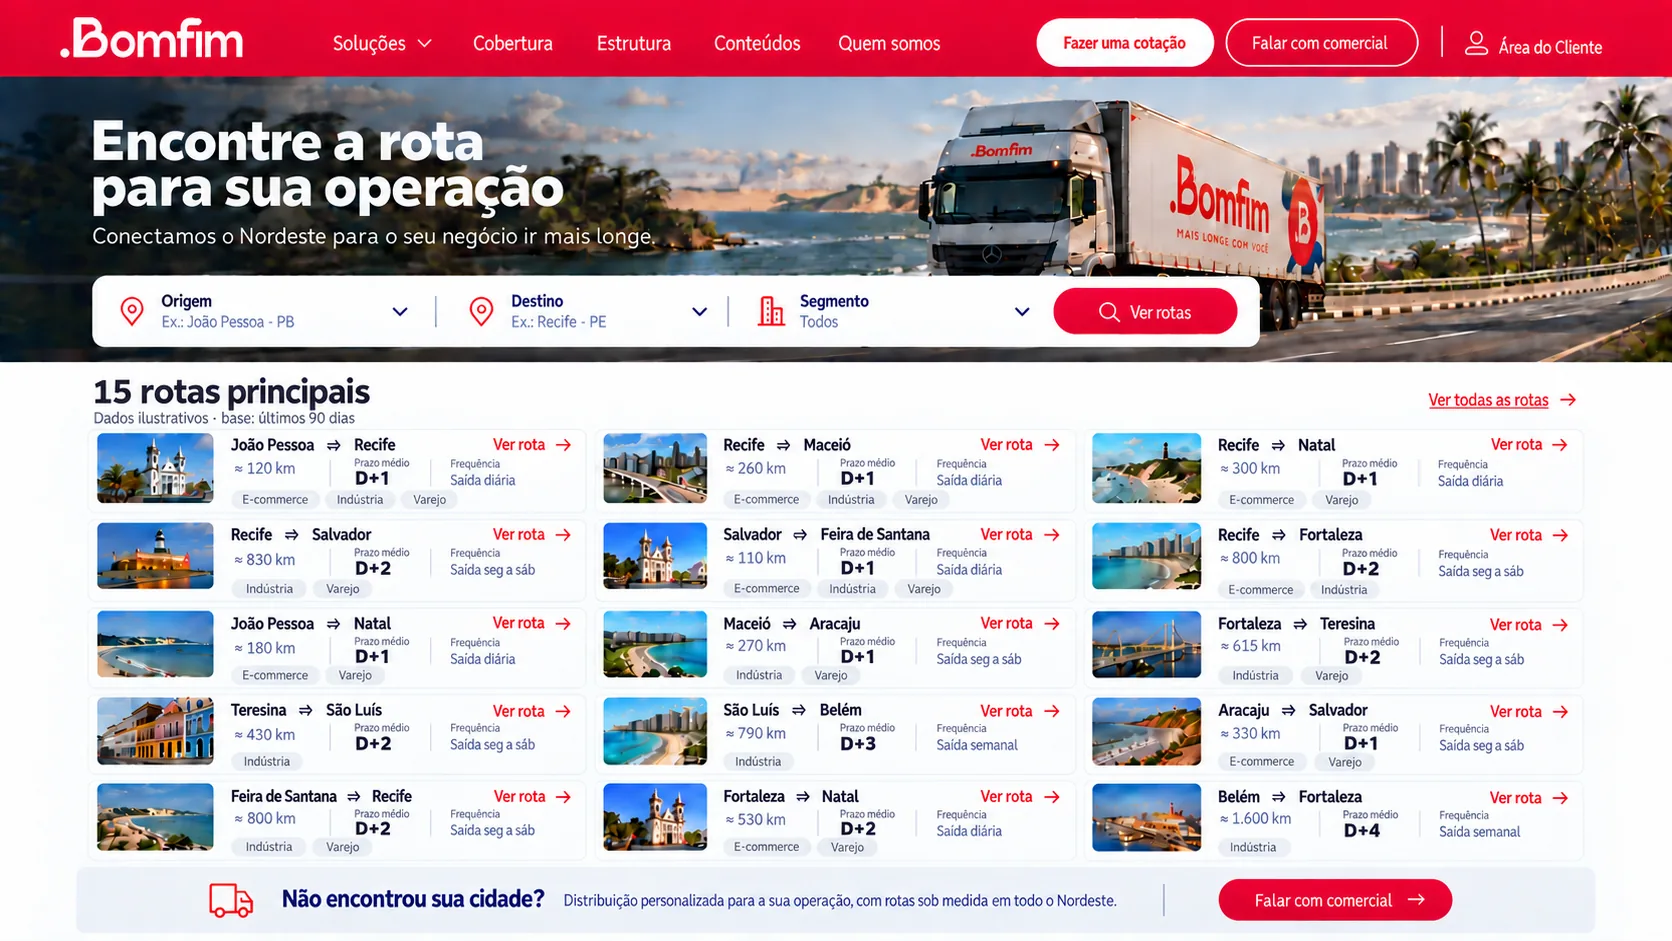 .Bomfim
Soluções
Cobertura
Estrutura
Conteúdos
Quem somos
Fazer uma cotação
Falar com comercial
Área do Cliente
Encontre a rota
para sua operação
Conectamos o Nordeste para o seu negócio ir mais longe.
.Bomfim
.Bomfim
MAIS LONGE COM VOCÊ
.B
Origem
Ex.: João Pessoa - PB
Destino
Ex.: Recife - PE
Segmento
Todos
Ver rotas
15 rotas principais
Dados ilustrativos · base: últimos 90 dias
Ver todas as rotas →
João Pessoa ⇄ Recife Ver rota →
≈ 120 km Prazo médio D+1 Frequência Saída diária
E-commerce Indústria Varejo
Recife ⇄ Maceió Ver rota →
≈ 260 km Prazo médio D+1 Frequência Saída diária
E-commerce Indústria Varejo
Recife ⇄ Natal Ver rota →
≈ 300 km Prazo médio D+1 Frequência Saída diária
E-commerce Varejo
Recife ⇄ Salvador Ver rota →
≈ 830 km Prazo médio D+2 Frequência Saída seg a sáb
Indústria Varejo
Salvador ⇄ Feira de Santana Ver rota →
≈ 110 km Prazo médio D+1 Frequência Saída diária
E-commerce Indústria Varejo
Recife ⇄ Fortaleza Ver rota →
≈ 800 km Prazo médio D+2 Frequência Saída seg a sáb
E-commerce Indústria
João Pessoa ⇄ Natal Ver rota →
≈ 180 km Prazo médio D+1 Frequência Saída diária
E-commerce Varejo
Maceió ⇄ Aracaju Ver rota →
≈ 270 km Prazo médio D+1 Frequência Saída seg a sáb
Indústria Varejo
Fortaleza ⇄ Teresina Ver rota →
≈ 615 km Prazo médio D+2 Frequência Saída seg a sáb
Indústria Varejo
Teresina ⇄ São Luís Ver rota →
≈ 430 km Prazo médio D+2 Frequência Saída seg a sáb
Indústria
São Luís ⇄ Belém Ver rota →
≈ 790 km Prazo médio D+3 Frequência Saída semanal
Indústria
Aracaju ⇄ Salvador Ver rota →
≈ 330 km Prazo médio D+1 Frequência Saída seg a sáb
E-commerce Varejo
Feira de Santana ⇄ Recife Ver rota →
≈ 800 km Prazo médio D+2 Frequência Saída seg a sáb
Indústria Varejo
Fortaleza ⇄ Natal Ver rota →
≈ 530 km Prazo médio D+2 Frequência Saída diária
E-commerce Varejo
Belém ⇄ Fortaleza Ver rota →
≈ 1.600 km Prazo médio D+4 Frequência Saída semanal
Indústria
Não encontrou sua cidade?
Distribuição personalizada para a sua operação, com rotas sob medida em todo o Nordeste.
Falar com comercial →